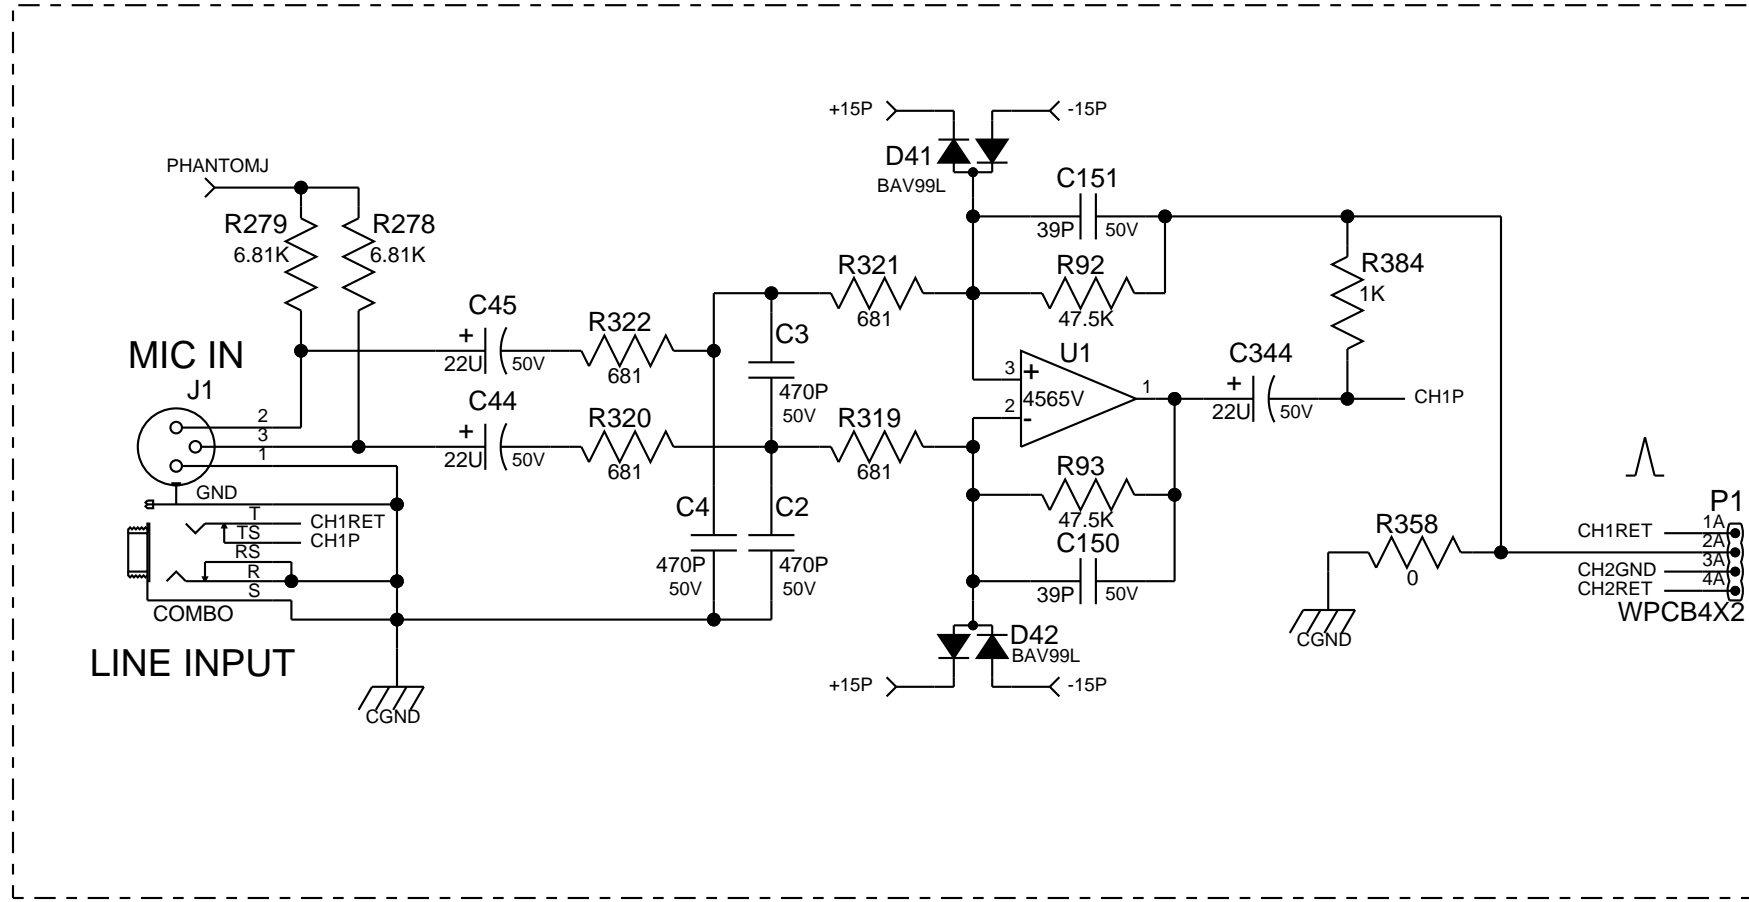 +15P
-15P
D41
BAV99L
PHANTOMJ
C151
39P
50V
R279
6.81K
R278
6.81K
R321
681
R92
47.5K
R384
1K
C45
+
22U
50V
R322
681
C3
470P
50V
U1
3
+
4565V
2
-
1
C344
+
22U
50V
CH1P
MIC IN
J1
2
3
1
C44
+
22U
50V
R320
681
R319
681
R93
47.5K
GND
T
CH1RET
TS
CH1P
RS
R
S
COMBO
LINE INPUT
C4
470P
50V
C2
470P
50V
C150
39P
50V
R358
0
CGND
P1
CH1RET
1A
2A
CH2GND
3A
CH2RET
4A
WPCB4X2
D42
BAV99L
+15P
-15P
CGND